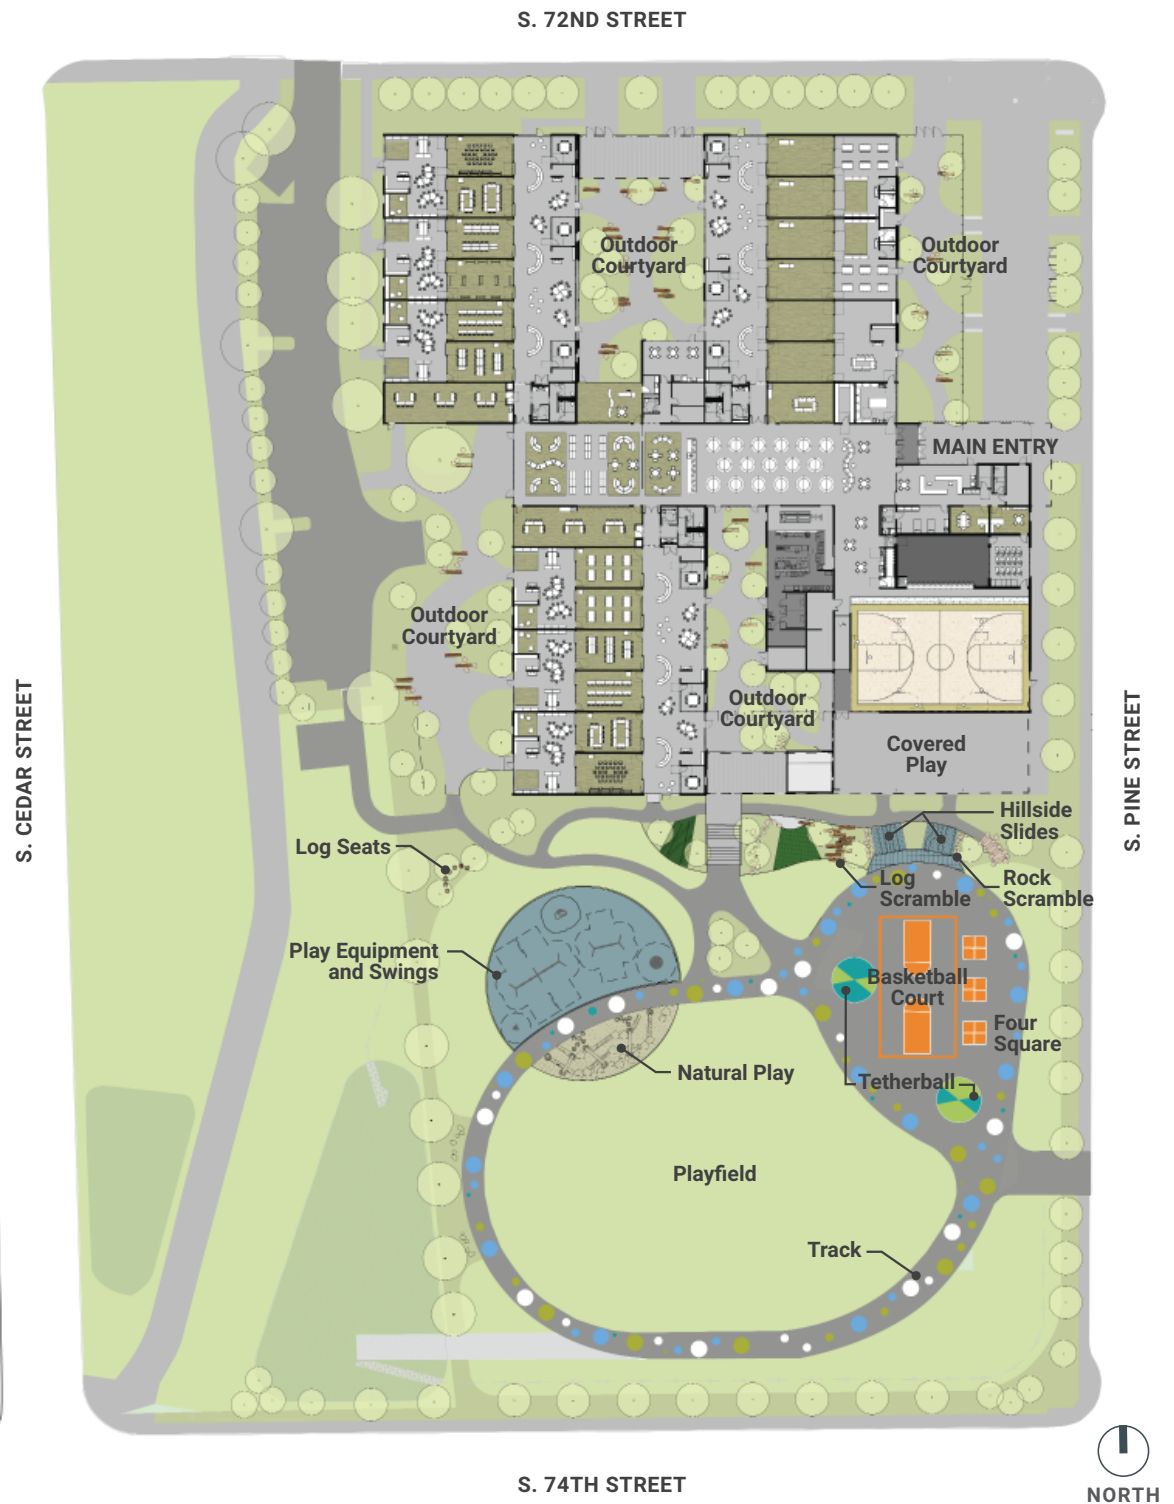 S. 72ND STREET
Outdoor
Courtyard
Outdoor
Courtyard
MAIN ENTRY
Outdoor
Courtyard
S. CEDAR STREET
Outdoor
Courtyard
S. PINE STREET
Covered
Play
Hillside
Slides
Log Seats
Log
Scramble
Rock
Scramble
Play Equipment
and Swings
Basketball
Court
Four
Square
Natural Play
Tetherball
Playfield
Track
S. 74TH STREET
NORTH